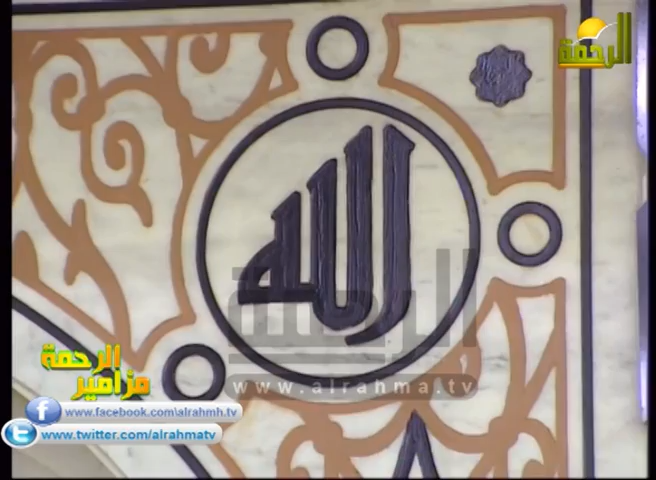 الرحمة
الله
الرحمة
www.alrahma.tv
مزامير الرحمة
www.facebook.com/alrahmh.tv
www.twitter.com/alrahmatv